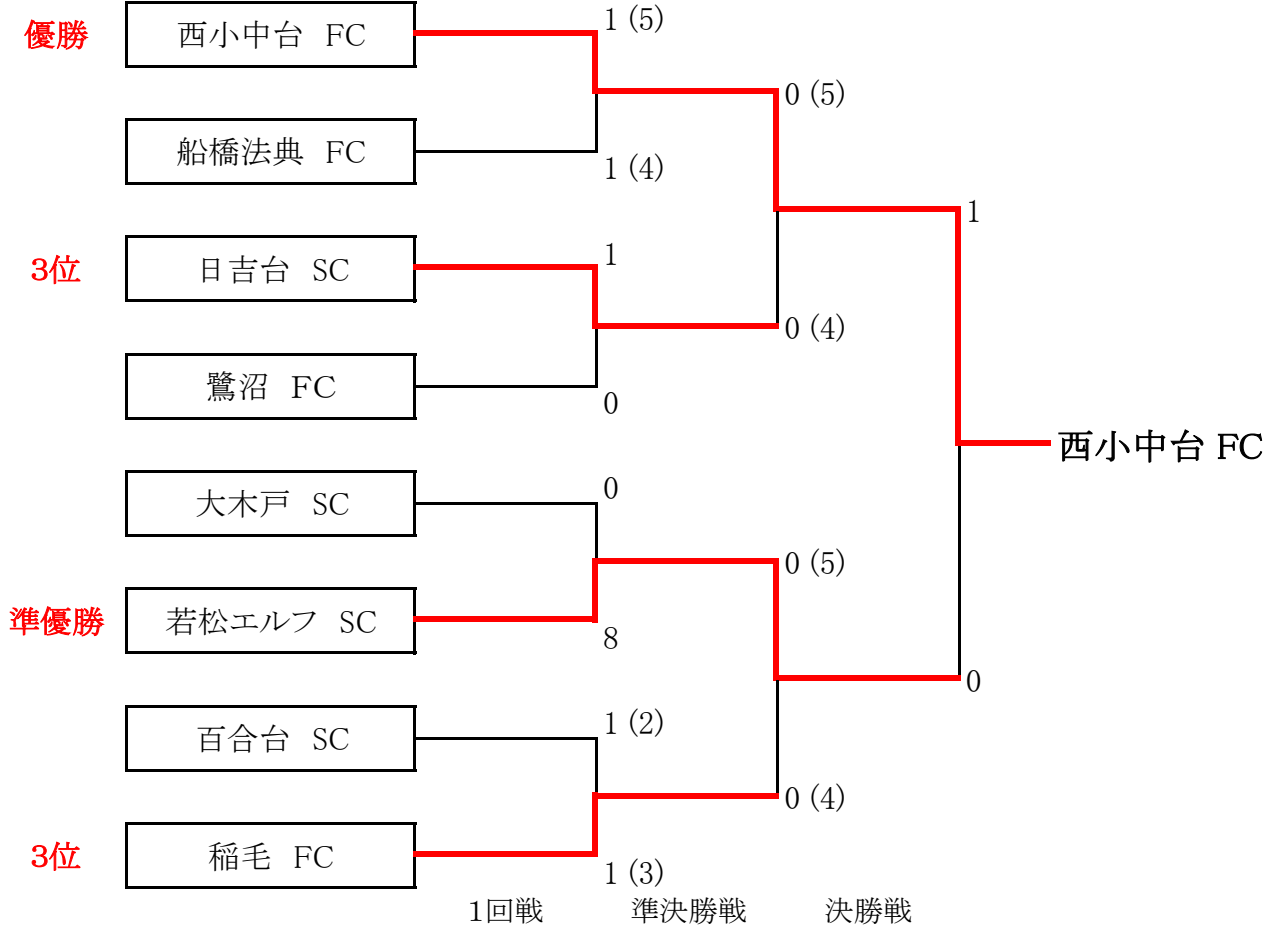 1 (5)
優勝 西小中台 FC
0 (5)
船橋法典 FC
1 (4)
1
1
3位 日吉台 SC
0 (4)
鷺沼 FC
0
西小中台 FC
0
大木戸 SC
0 (5)
準優勝 若松エルフ SC
8
0
1 (2)
百合台 SC
0 (4)
3位 稲毛 FC
1 (3)
1回戦 準決勝戦 決勝戦